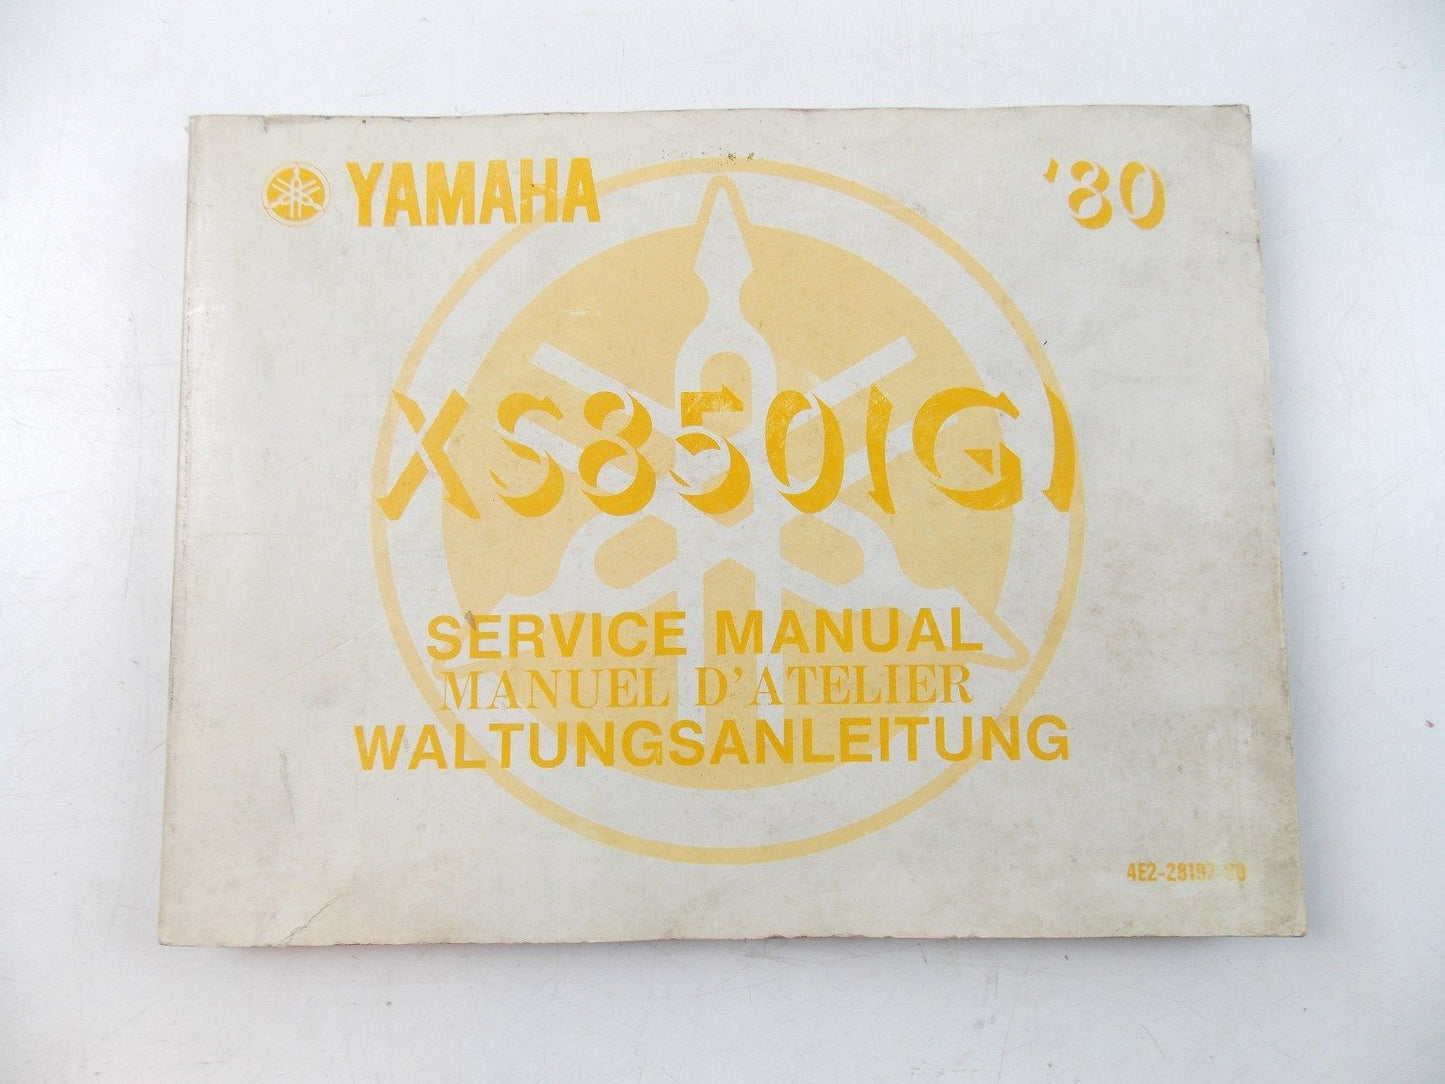 YAMAHA
'80
XS850(G)
SERVICE MANUAL
MANUEL D'ATELIER
WALTUNGSANLEITUNG